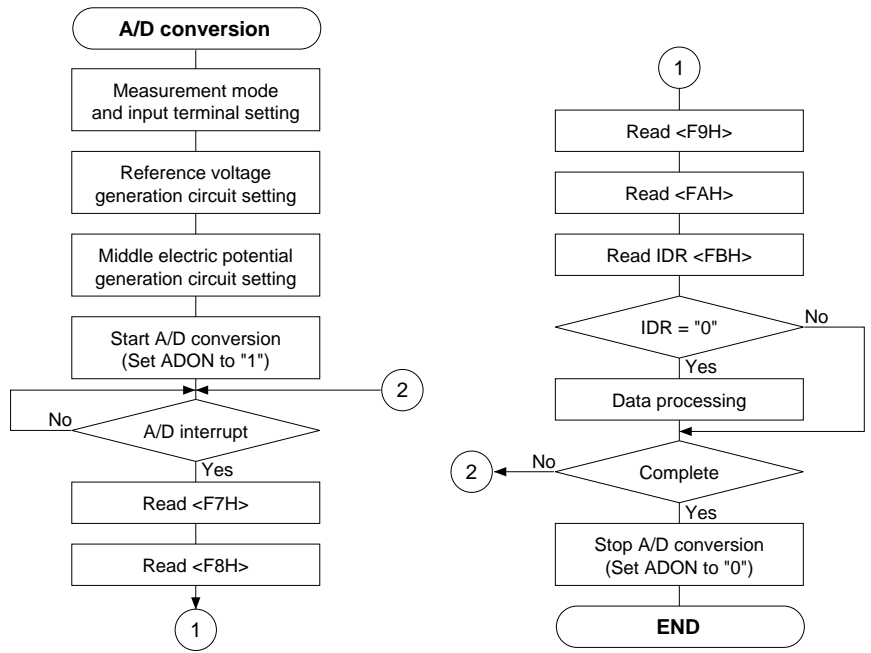 A/D conversion
Measurement mode
and input terminal setting
Reference voltage
generation circuit setting
Middle electric potential
generation circuit setting
Start A/D conversion
(Set ADON to "1")
2
No
A/D interrupt
Yes
Read <F7H>
Read <F8H>
1
1
Read <F9H>
Read <FAH>
Read IDR <FBH>
IDR = "0"
No
Yes
Data processing
2
No
Complete
Yes
Stop A/D conversion
(Set ADON to "0")
END